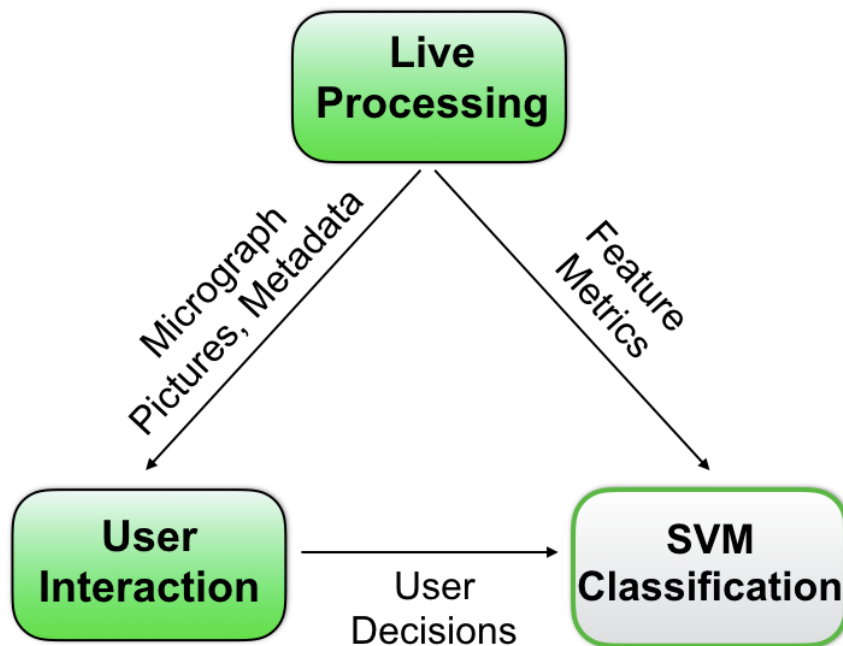 Live
Processing
Micrograph
Pictures, Metadata
Feature
Metrics
User
Interaction
User
Decisions
SVM
Classification